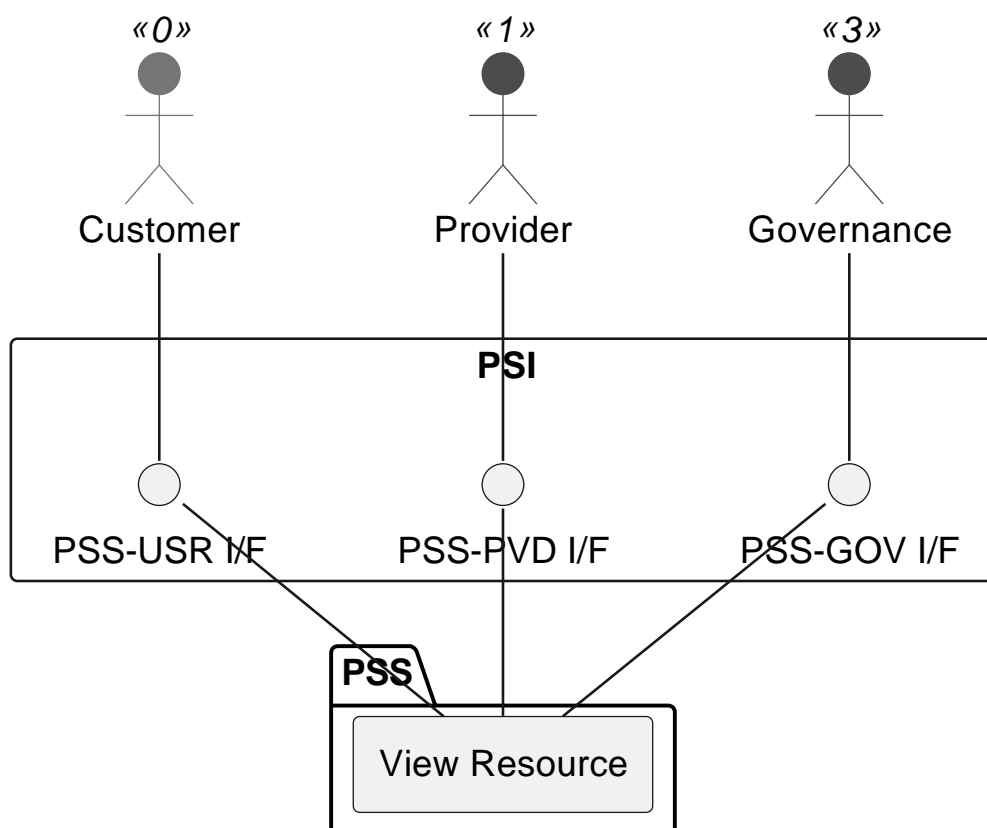 «0» «1» «3»
Customer Provider Governance
PSI
PSS-USR I/F PSS-PVD I/F PSS-GOV I/F
PSS
View Resource